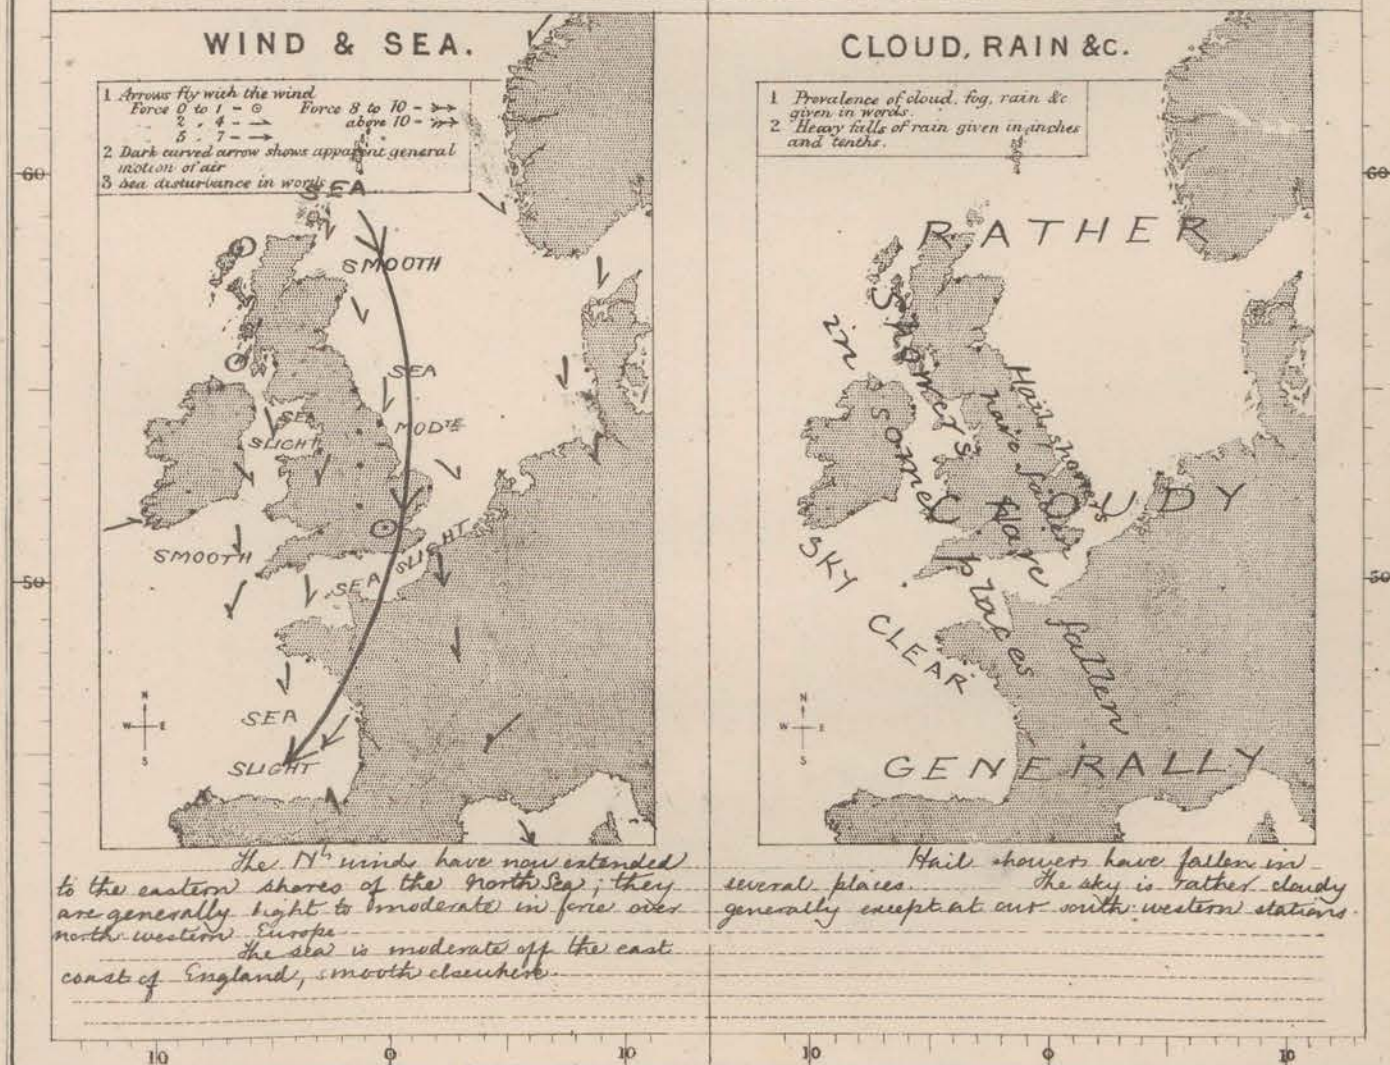 WIND & SEA.
1 Arrows fly with the wind
Force 0 to 1 - ⊙ Force 8 to 10 - ➳
2 " 4 - ⇀ above 10 - ➳
5 " 7 - →
2 Dark curved arrow shows apparent general
motion of air
3 Sea disturbance in words
60
SEA
SMOOTH
SEA
MODTE
SEA
SLIGHT
SMOOTH
SEA SLIGHT
50
N
W E
S
SEA
SLIGHT
The Nly winds have now extended
to the eastern shores of the North Sea; they
are generally light to moderate in force over
north western Europe
The sea is moderate off the east
coast of England, smooth elsewhere.
10 0 10
CLOUD, RAIN &c.
1 Prevalence of cloud, fog, rain &c
given in words.
2 Heavy falls of rain given in inches
and tenths.
60
RATHER
CLOUDY
GENERALLY
Showers have fallen
in some places
Hail showers
have fallen
SKY CLEAR
50
N
W E
S
Hail showers have fallen in
several places. The sky is rather cloudy
generally except at our south western stations.
10 0 10